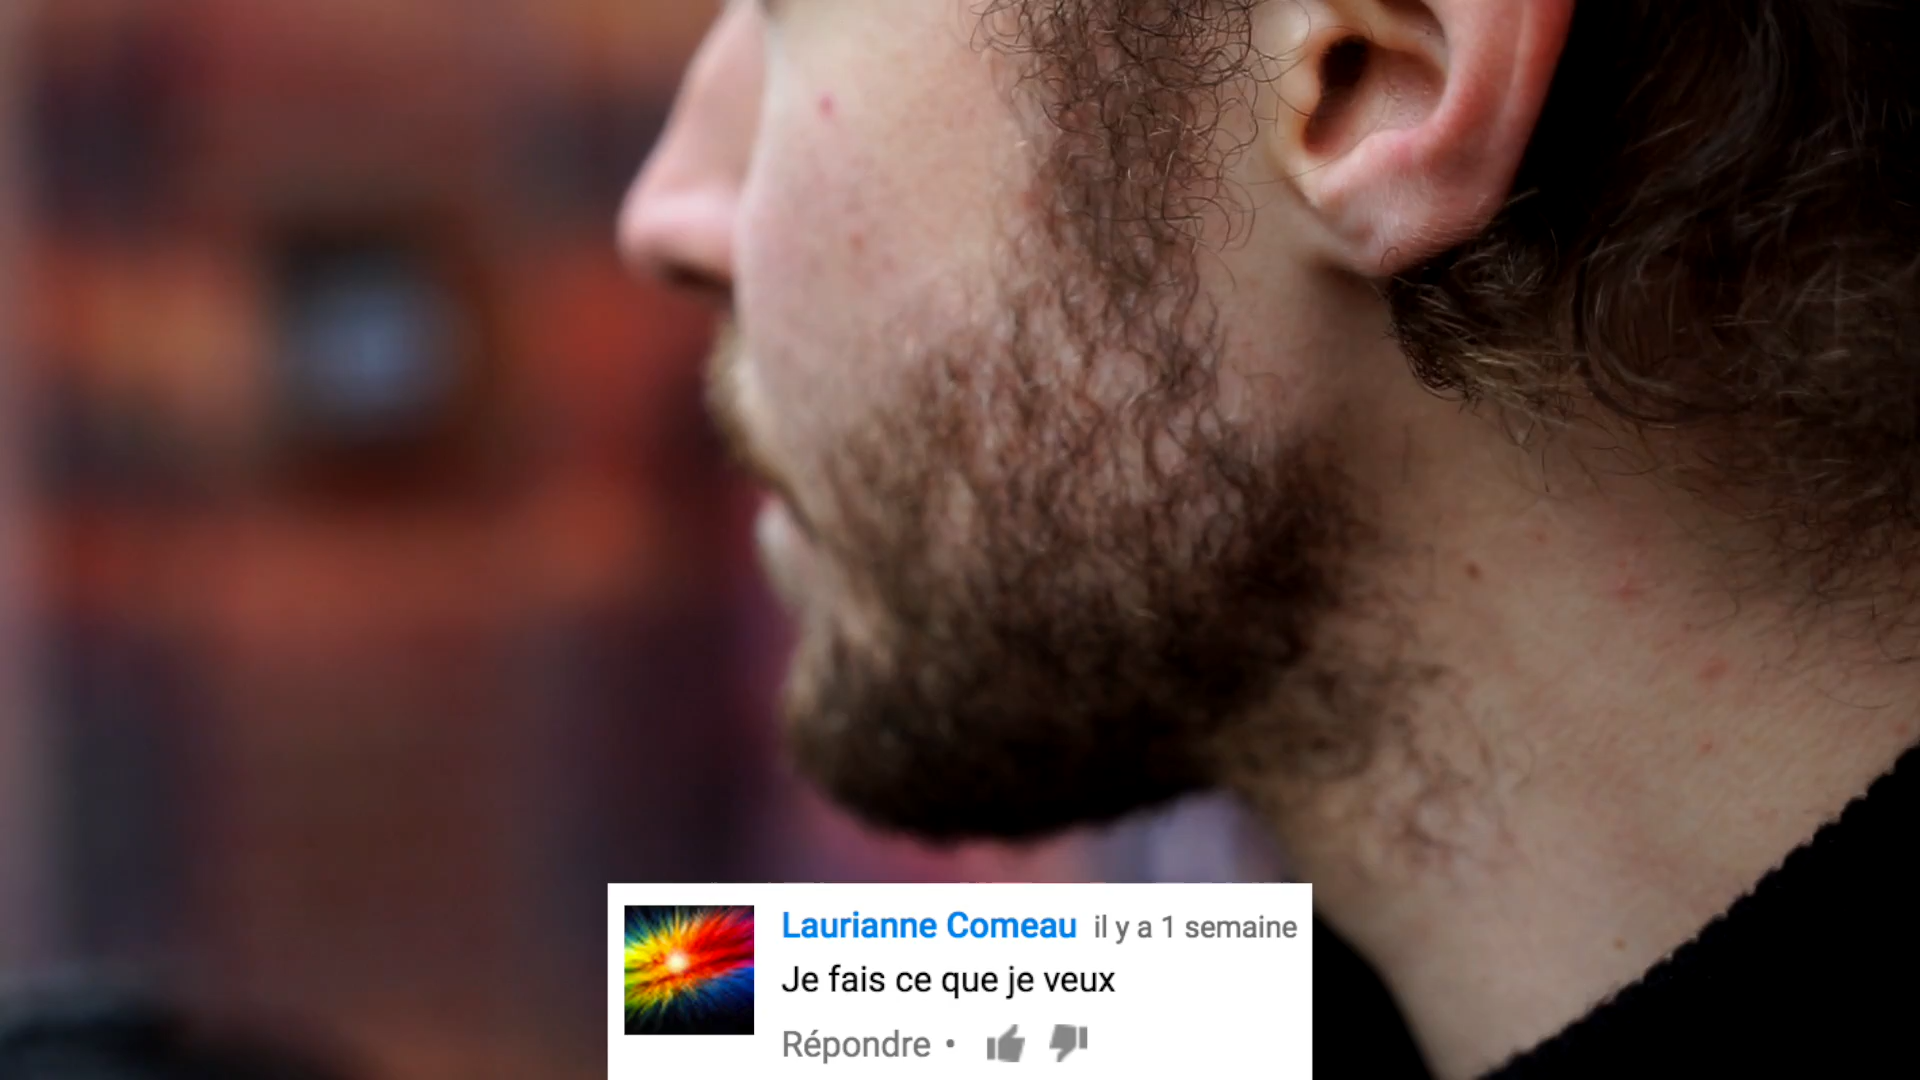 Laurianne Comeau il y a 1 semaine
Je fais ce que je veux
Répondre •